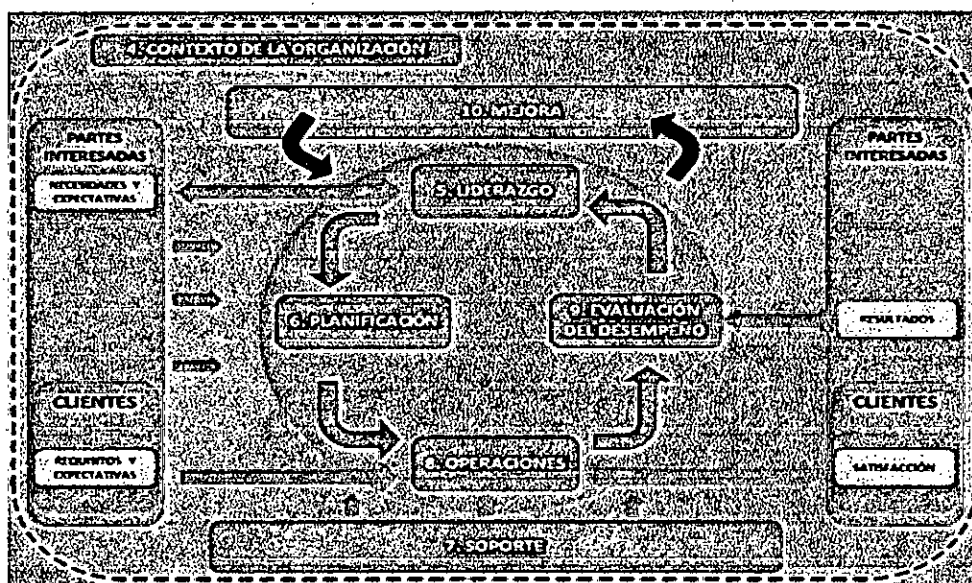 4. CONTEXTO DE LA ORGANIZACIÓN
10. MEJORA
PARTES
INTERESADAS
NECESIDADES Y
EXPECTATIVAS
CLIENTES
REQUISITOS Y
EXPECTATIVAS
5. LIDERAZGO
6. PLANIFICACIÓN
9. EVALUACIÓN
DEL DESEMPEÑO
8. OPERACIONES
7. SOPORTE
PARTES
INTERESADAS
RESULTADOS
CLIENTES
SATISFACCIÓN